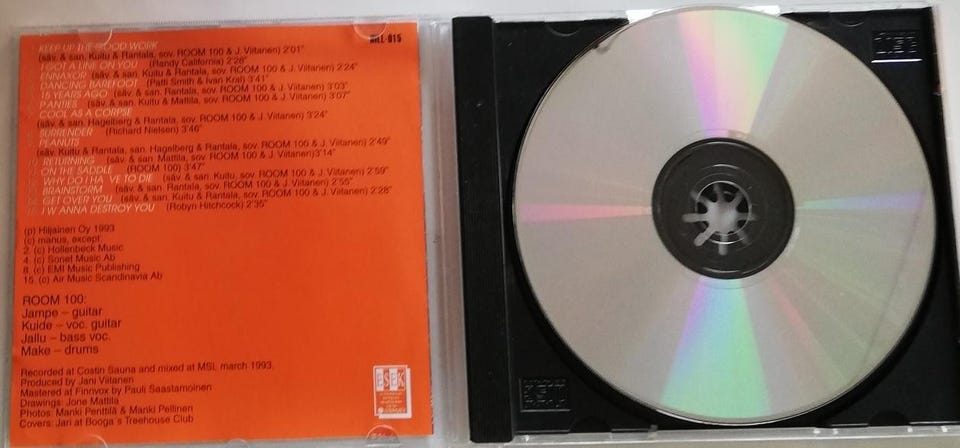 HILL-015
KEEP UP THE GOOD WORK
(säv. & san. Kuitu & Rantala, sov. ROOM 100 & J. Viitanen) 2'01"
I GOT A LINE ON YOU (Randy California) 2'28"
ENNAXOR (säv. & san. Kuitu & Rantala, sov. ROOM 100 & J. Viitanen) 2'24"
DANCING BAREFOOT (Patti Smith & Ivan Kral) 3'41"
15 YEARS AGO (säv. & san. Rantala, sov. ROOM 100 & J. Viitanen) 3'03"
PANTIES (säv. & san. Kuitu & Mattila, sov. ROOM 100 & J. Viitanen) 3'07"
COOL AS A CORPSE
(säv. & san. Hagelberg & Rantala, sov. ROOM 100 & J. Viitanen) 3'24"
SURRENDER (Richard Nielsen) 3'46"
PEANUTS
(säv. Kuitu & Rantala, san. Hagelberg & Rantala, sov. ROOM 100 & J. Viitanen) 2'49"
10. RETURNING (säv. & san. Mattila, sov. ROOM 100 & J. Viitanen) 3'14"
ON THE SADDLE (ROOM 100) 3'47"
WHY DO I HA VE TO DIE (säv. & san. Kuitu, sov. ROOM 100 & J. Viitanen) 2'59"
BRAINSTORM (säv. & san. Rantala, sov. ROOM 100 & J. Viitanen) 2'55"
GET OVER YOU (säv. & san. Kuitu & Rantala, sov. ROOM 100 & J. Viitanen) 2'28"
I W ANNA DESTROY YOU (Robyn Hitchcock) 2'35"
(p) Hiljainen Oy 1993
(c) manus, except:
2. (c) Hollenbeck Music
4. (c) Sonet Music Ab
8. (c) EMI Music Publishing
15. (c) Air Music Scandinavia Ab
ROOM 100:
Jampe – guitar
Kuide – voc. guitar
Jallu – bass voc.
Make – drums
Recorded at Costin Sauna and mixed at MSL march 1993.
Produced by Jani Viitanen
Mastered at Finnvox by Pauli Saastamoinen
Drawings: Jone Mattila
Photos: Manki Penttilä & Manki Pellinen
Covers: Jari at Booga´s Treehouse Club